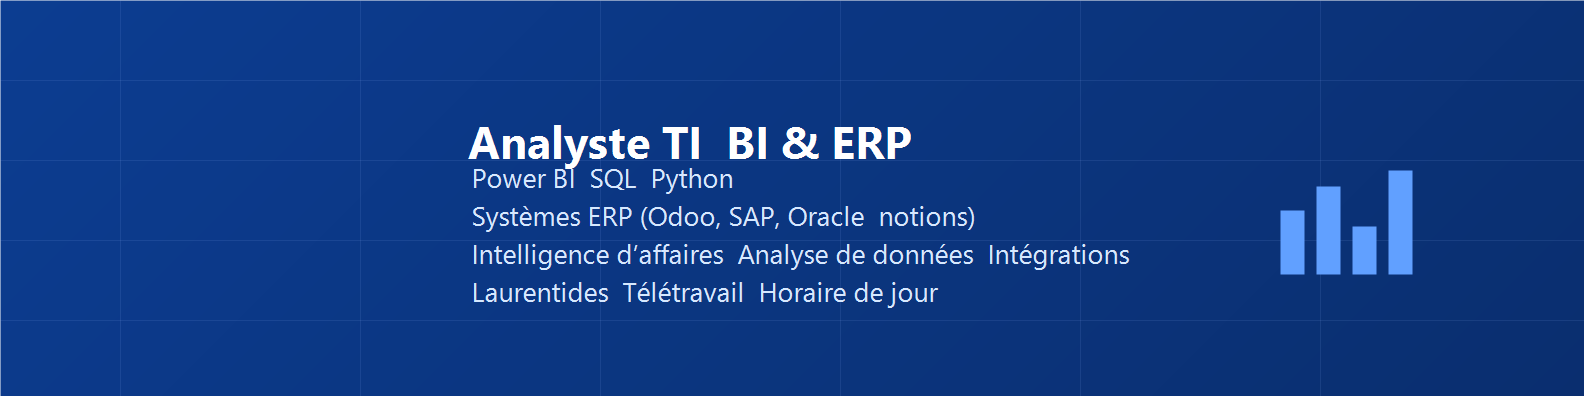 Analyste TI  BI & ERP
Power BI  SQL  Python
Systèmes ERP (Odoo, SAP, Oracle  notions)
Intelligence d’affaires  Analyse de données  Intégrations
Laurentides  Télétravail  Horaire de jour